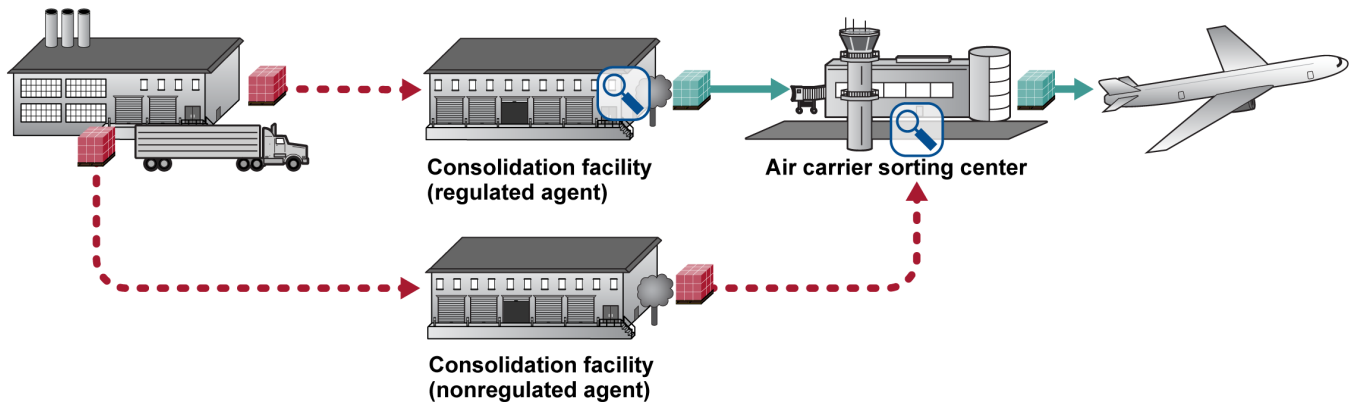 Consolidation facility
(regulated agent)
Air carrier sorting center
Consolidation facility
(nonregulated agent)